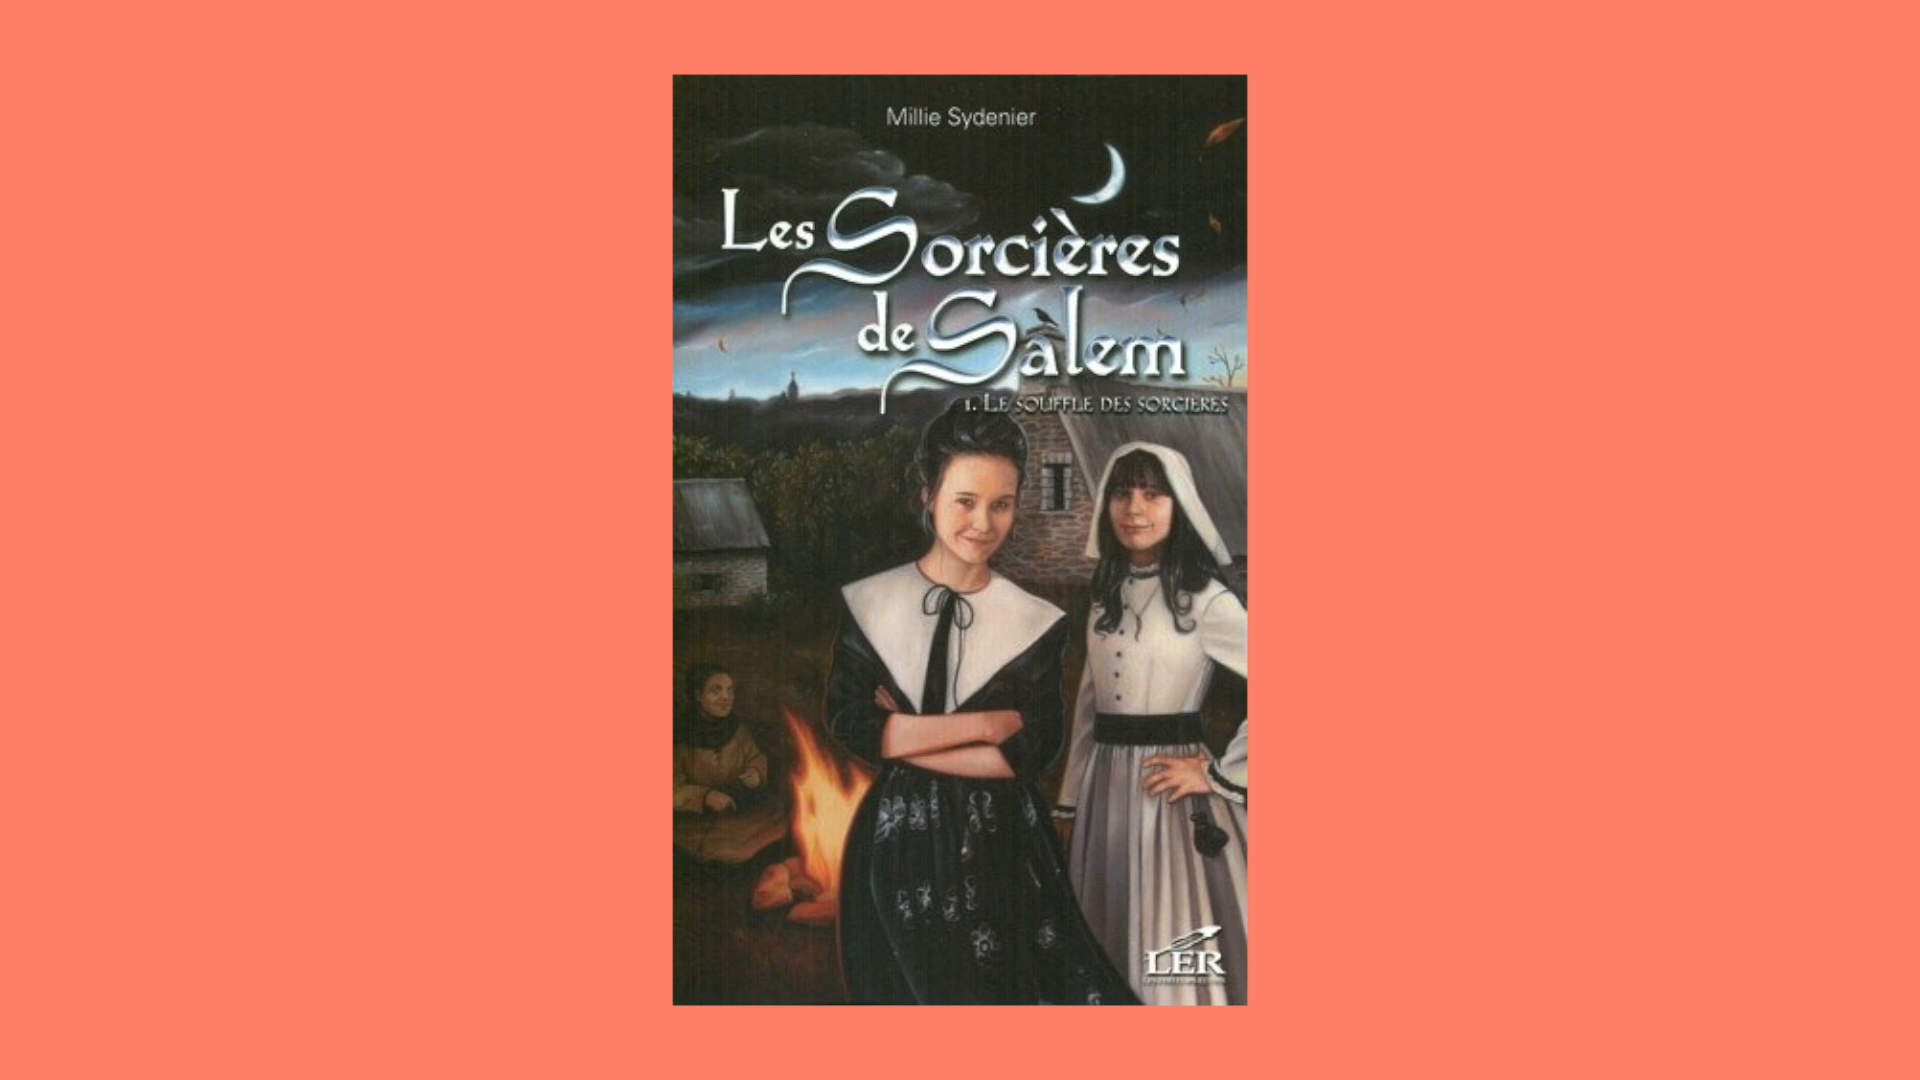 Millie Sydenier
Les Sorcières
de Salem
1. Le souffle des sorcières
LER